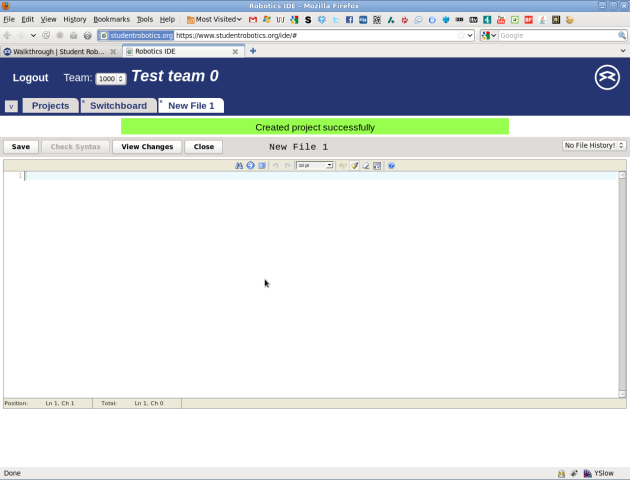 Robotics IDE - Mozilla Firefox
File Edit View History Bookmarks Tools Help Most Visited
studentrobotics.org https://www.studentrobotics.org/ide/# Google
Walkthrough | Student Rob... Robotics IDE
Logout Team: 1000 Test team 0
v Projects x Switchboard x New File 1
Created project successfully
Save Check Syntax View Changes Close New File 1 No File History!
10 pt
1
Position: Ln 1, Ch 1 Total: Ln 1, Ch 0
Done YSlow